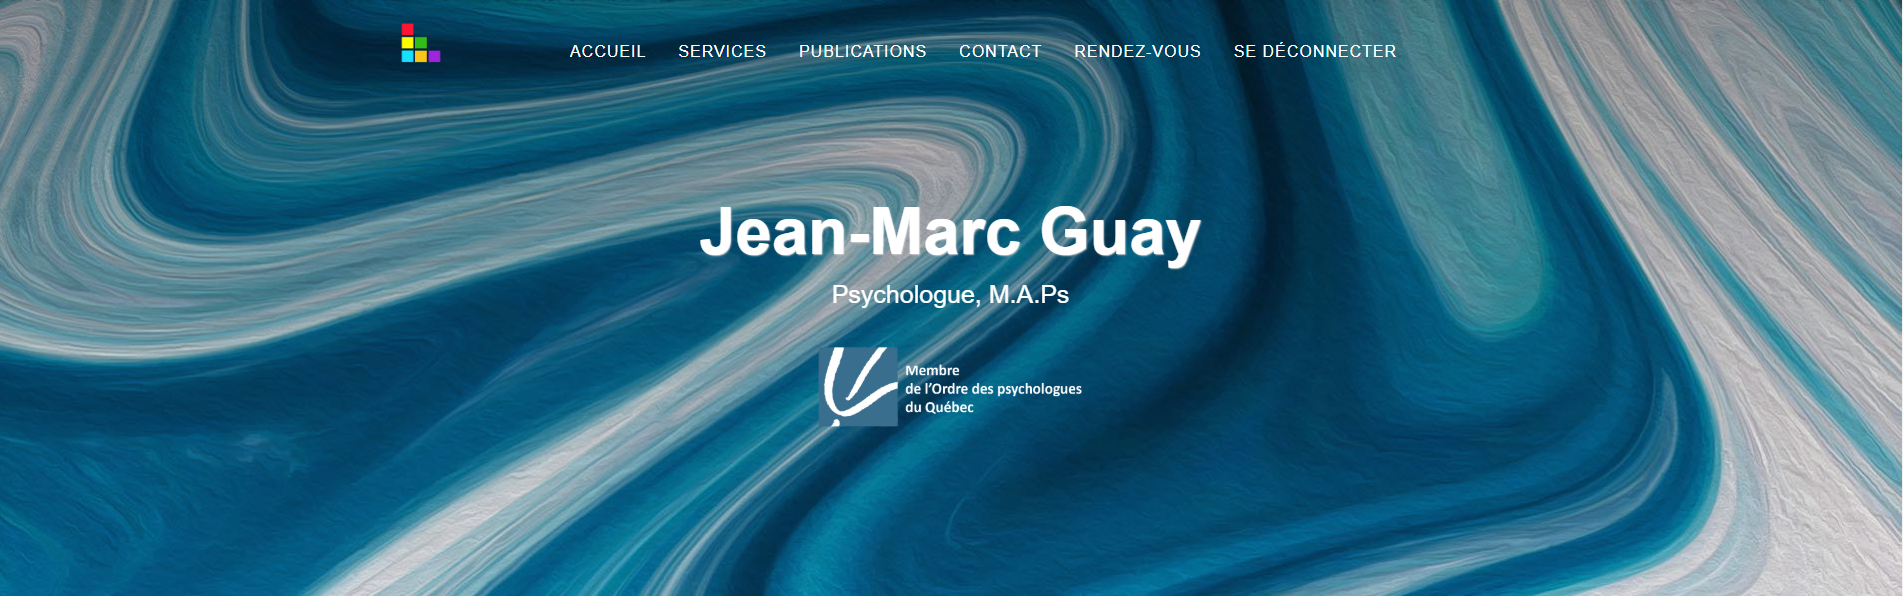 ACCUEIL SERVICES PUBLICATIONS CONTACT RENDEZ-VOUS SE DÉCONNECTER
Jean-Marc Guay
Psychologue, M.A.Ps
Membre
de l'Ordre des psychologues
du Québec